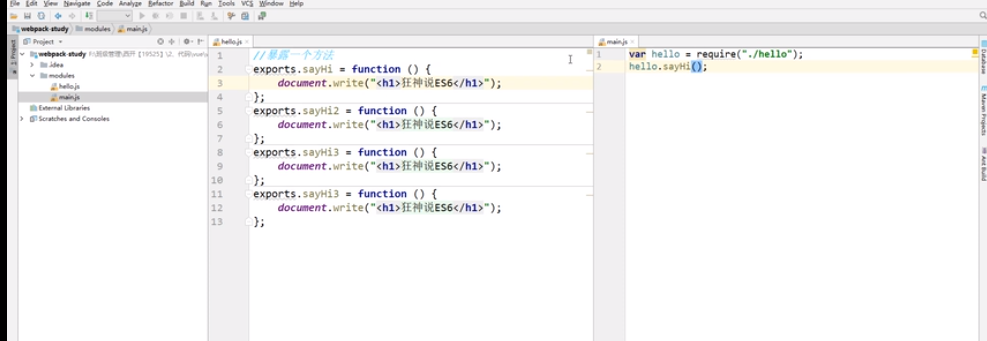 File Edit View Navigate Code Analyze Refactor Build Run Tools VCS Window Help
webpack-study modules main.js
Project
webpack-study
.idea
modules
hello.js
main.js
External Libraries
Scratches and Consoles
hello.js
1 //暴露一个方法
2 exports.sayHi = function () {
3 document.write("<h1>狂神说ES6</h1>");
4 };
5 exports.sayHi2 = function () {
6 document.write("<h1>狂神说ES6</h1>");
7 };
8 exports.sayHi3 = function () {
9 document.write("<h1>狂神说ES6</h1>");
10 };
11 exports.sayHi3 = function () {
12 document.write("<h1>狂神说ES6</h1>");
13 };
main.js
1 var hello = require("./hello");
2 hello.sayHi();
1: Project
Database
Maven Projects
Ant Build